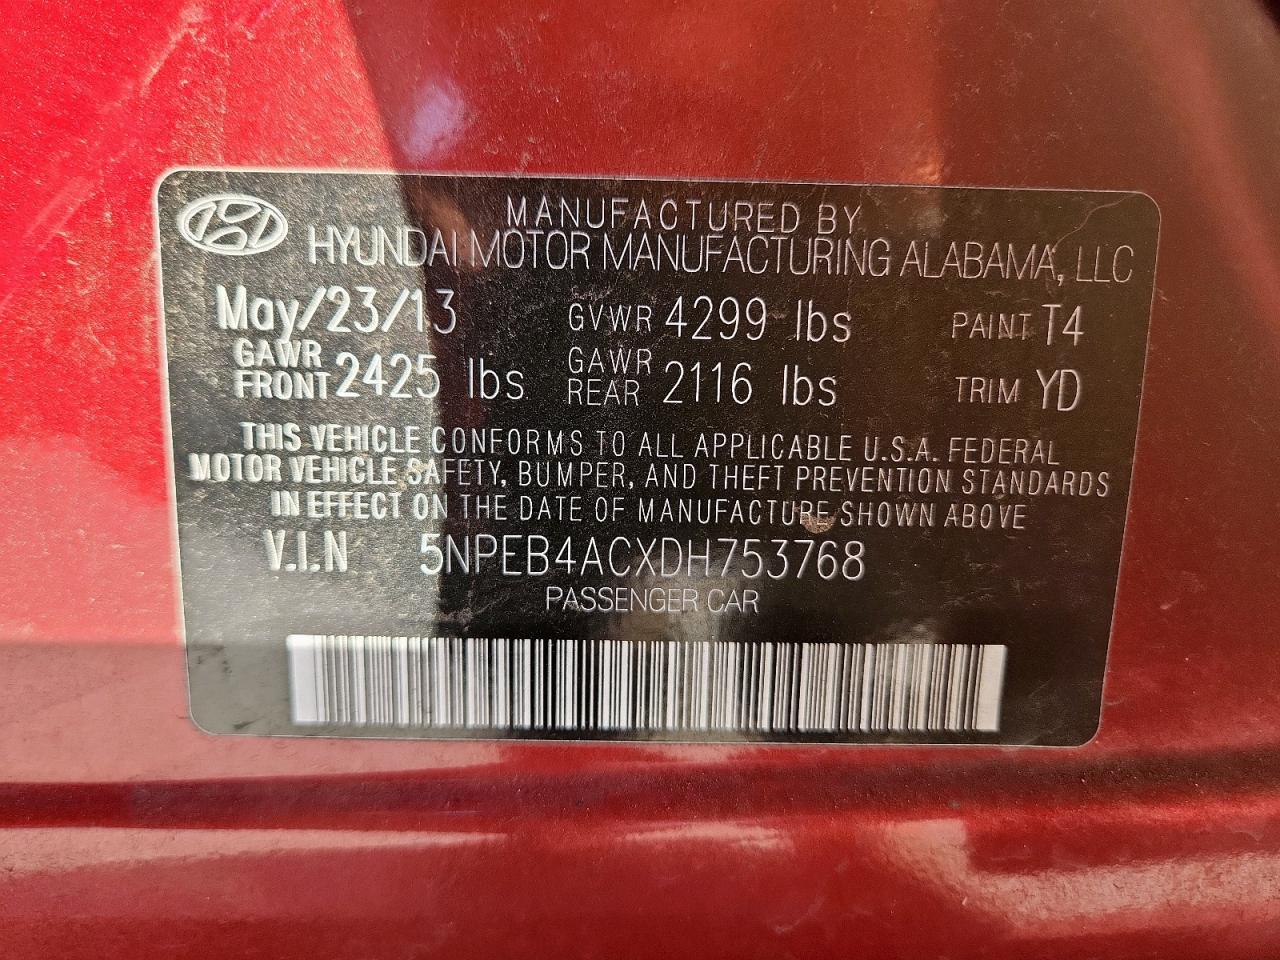 MANUFACTURED BY
HYUNDAI MOTOR MANUFACTURING ALABAMA, LLC
May/23/13 GVWR 4299 lbs PAINT T4
GAWR FRONT 2425 lbs GAWR REAR 2116 lbs TRIM YD
THIS VEHICLE CONFORMS TO ALL APPLICABLE U.S.A. FEDERAL
MOTOR VEHICLE SAFETY, BUMPER, AND THEFT PREVENTION STANDARDS
IN EFFECT ON THE DATE OF MANUFACTURE SHOWN ABOVE
V.I.N 5NPEB4ACXDH753768
PASSENGER CAR